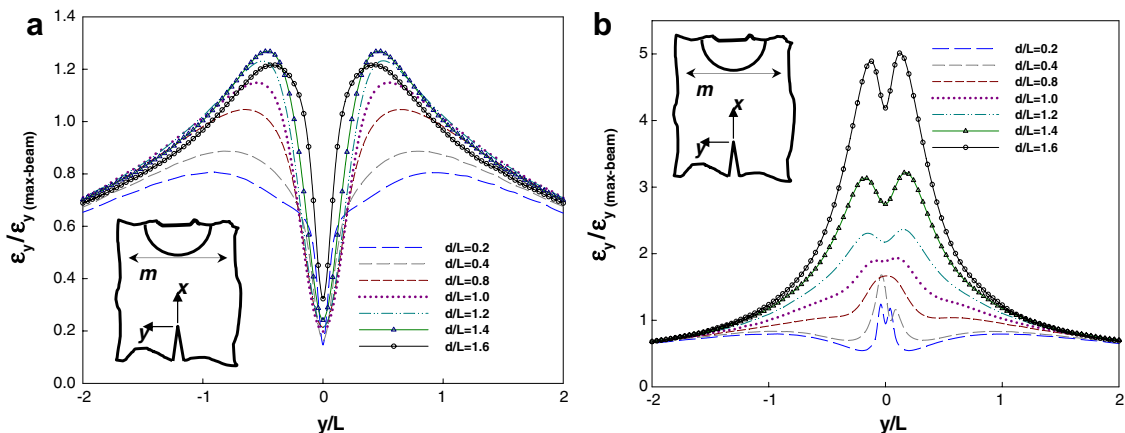 a
1.4
1.2
1.0
0.8
0.6
0.4
0.2
0.0
εy/εy (max-beam)
-2
-1
0
1
2
y/L
m
x
y
d/L=0.2
d/L=0.4
d/L=0.8
d/L=1.0
d/L=1.2
d/L=1.4
d/L=1.6
b
5
4
3
2
1
0
εy/εy (max-beam)
-2
-1
0
1
2
y/L
m
x
y
d/L=0.2
d/L=0.4
d/L=0.8
d/L=1.0
d/L=1.2
d/L=1.4
d/L=1.6